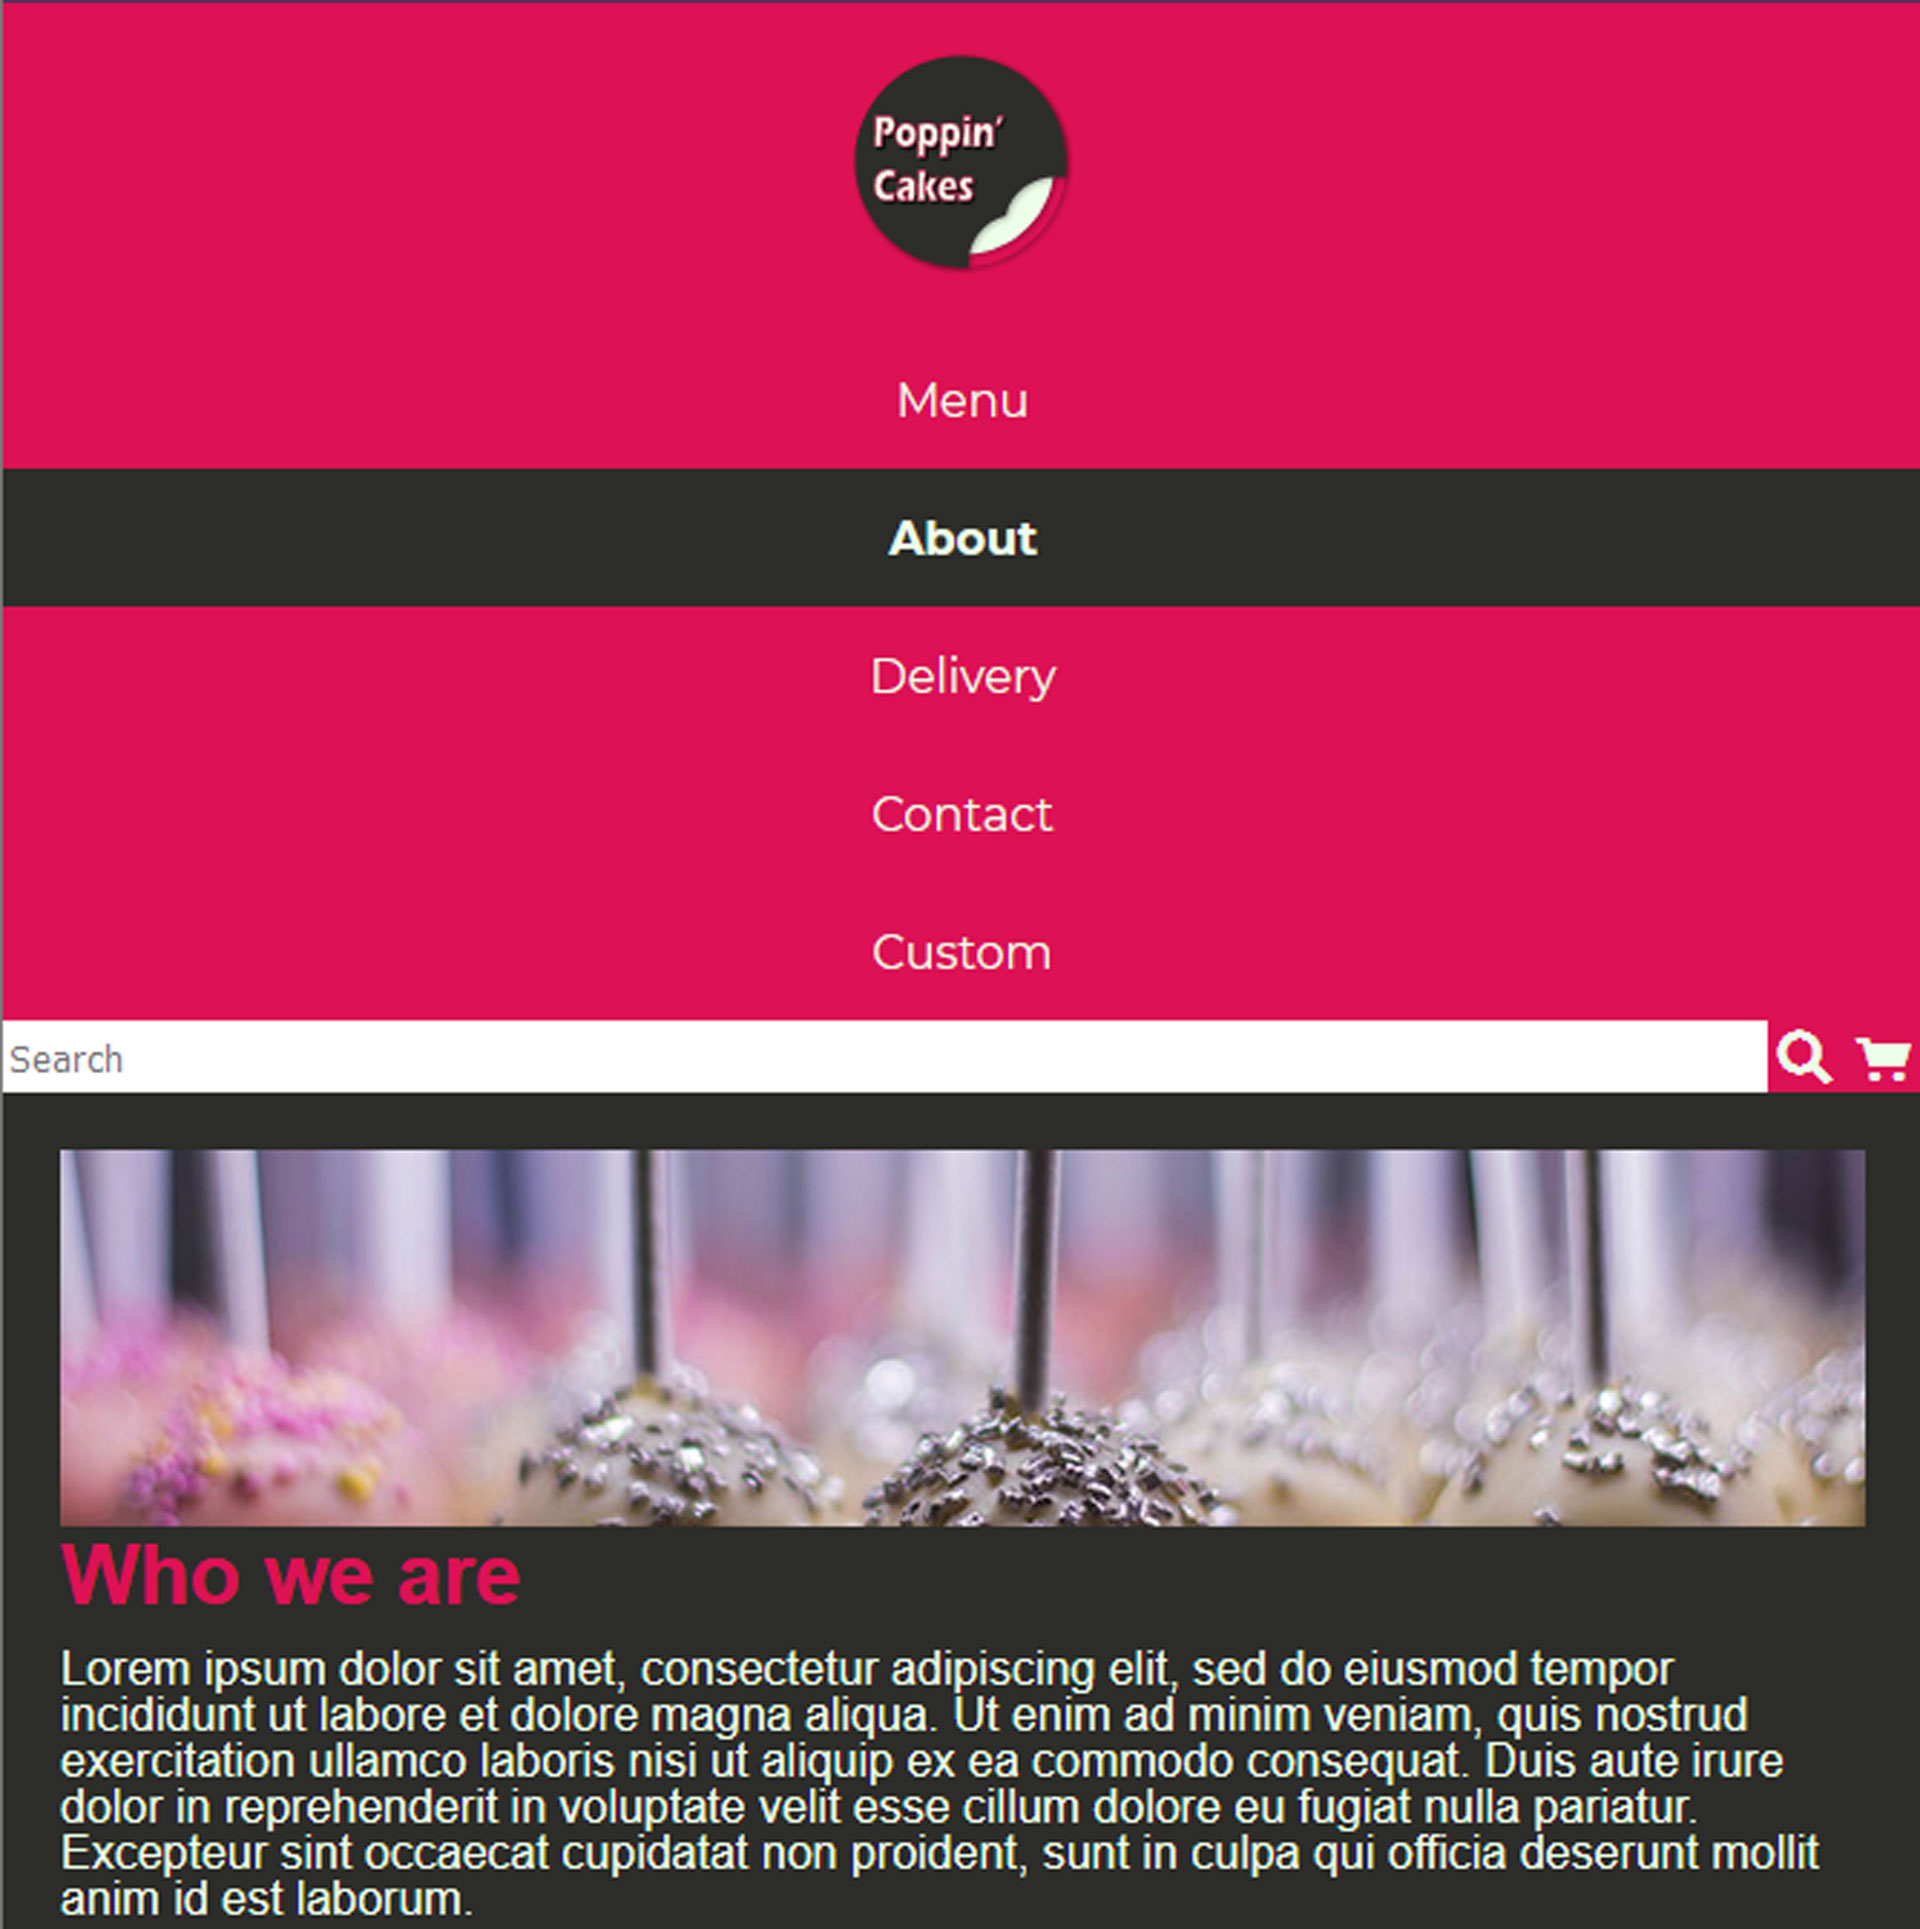 Poppin'
Cakes
Menu
About
Delivery
Contact
Custom
Search
Who we are
Lorem ipsum dolor sit amet, consectetur adipiscing elit, sed do eiusmod tempor
incididunt ut labore et dolore magna aliqua. Ut enim ad minim veniam, quis nostrud
exercitation ullamco laboris nisi ut aliquip ex ea commodo consequat. Duis aute irure
dolor in reprehenderit in voluptate velit esse cillum dolore eu fugiat nulla pariatur.
Excepteur sint occaecat cupidatat non proident, sunt in culpa qui officia deserunt mollit
anim id est laborum.